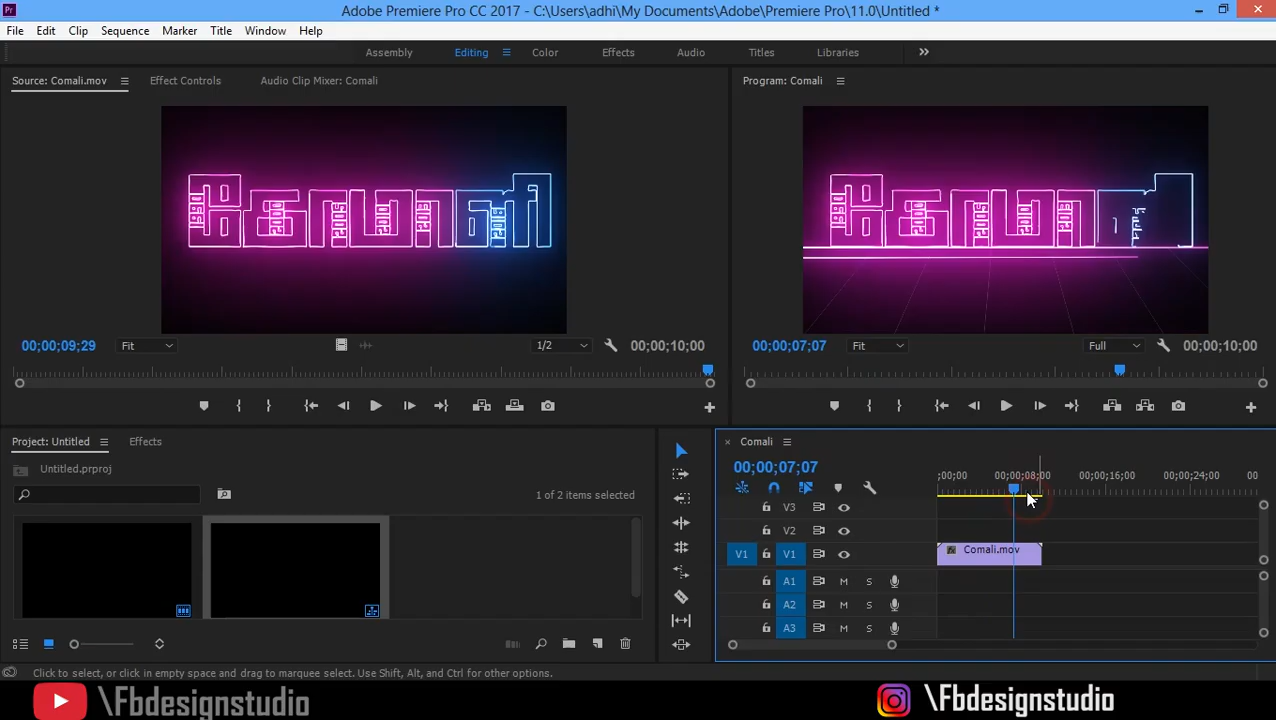 Pr Adobe Premiere Pro CC 2017 - C:\Users\adhi\My Documents\Adobe\Premiere Pro\11.0\Untitled *
File Edit Clip Sequence Marker Title Window Help
Assembly Editing Color Effects Audio Titles Libraries
Source: Comali.mov Effect Controls Audio Clip Mixer: Comali
Program: Comali
கோமாளி
00;00;09;29 Fit 1/2 00;00;10;00
00;00;07;07 Fit Full 00;00;10;00
Project: Untitled Effects
Untitled.prproj
1 of 2 items selected
Comali
00;00;07;07
;00;00 00;00;08;00 00;00;16;00 00;00;24;00 00
V3
V2
V1 V1 Comali.mov
A1 M S
A2 M S
A3 M S
Click to select, or click in empty space and drag to marquee select. Use Shift, Alt, and Ctrl for other options.
\Fbdesignstudio
\Fbdesignstudio